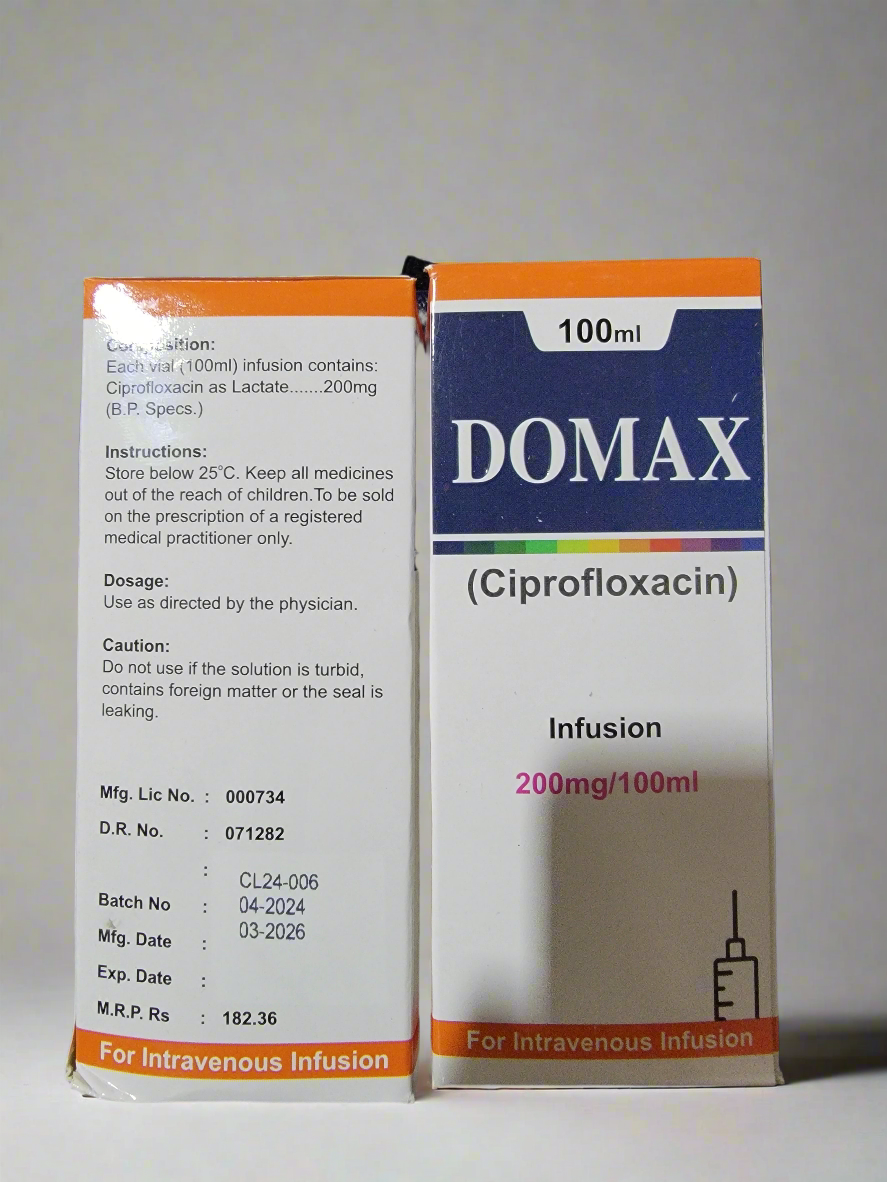 Composition:
Each vial (100ml) infusion contains:
Ciprofloxacin as Lactate.......200mg
(B.P. Specs.)
Instructions:
Store below 25°C. Keep all medicines
out of the reach of children.To be sold
on the prescription of a registered
medical practitioner only.
Dosage:
Use as directed by the physician.
Caution:
Do not use if the solution is turbid,
contains foreign matter or the seal is
leaking.
Mfg. Lic No. : 000734
D.R. No. : 071282
:
CL24-006
Batch No : 04-2024
Mfg. Date : 03-2026
Exp. Date :
M.R.P. Rs : 182.36
For Intravenous Infusion
100ml
DOMAX
(Ciprofloxacin)
Infusion
200mg/100ml
For Intravenous Infusion